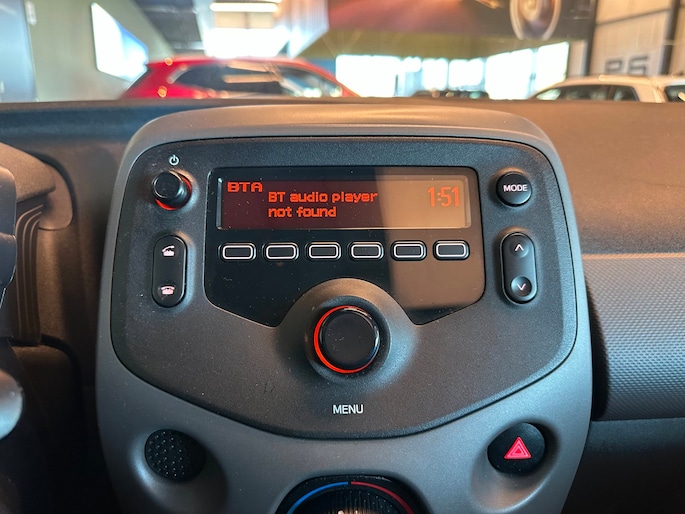 BTA
BT audio player
not found
1:51
MODE
MENU